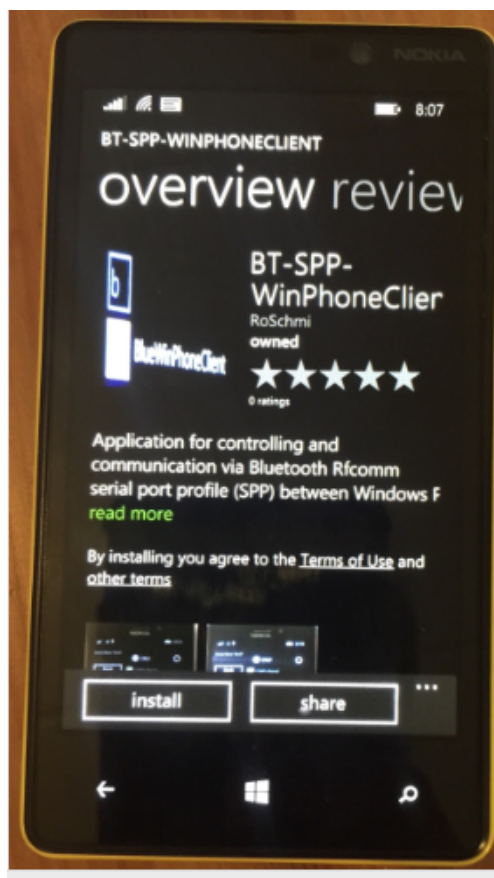 NOKIA
8:07
BT-SPP-WINPHONECLIENT
overview review
BT-SPP-
WinPhoneClier
RoSchmi
owned
b
BlueWinPhoneClient
0 ratings
Application for controlling and
communication via Bluetooth Rfcomm
serial port profile (SPP) between Windows P
read more
By installing you agree to the Terms of Use and
other terms
install share